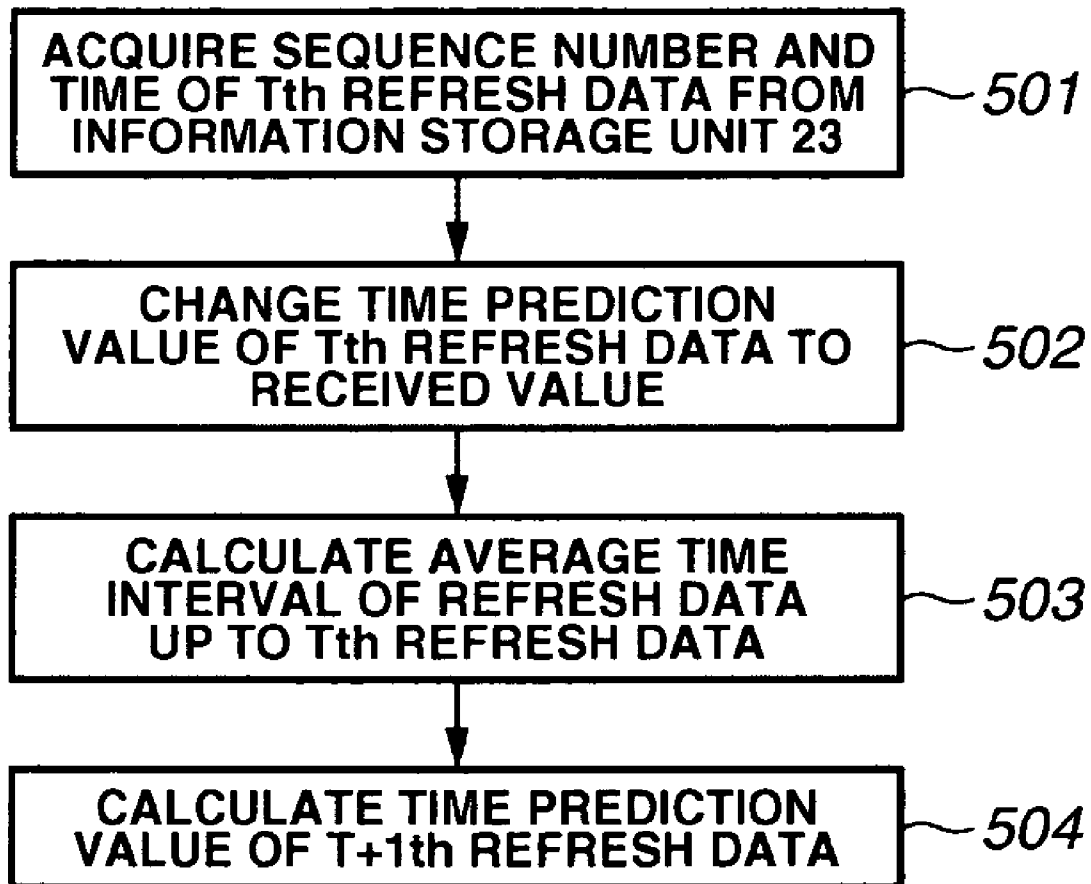 ACQUIRE SEQUENCE NUMBER AND
TIME OF Tth REFRESH DATA FROM
INFORMATION STORAGE UNIT 23
501
CHANGE TIME PREDICTION
VALUE OF Tth REFRESH DATA TO
RECEIVED VALUE
502
CALCULATE AVERAGE TIME
INTERVAL OF REFRESH DATA
UP TO Tth REFRESH DATA
503
CALCULATE TIME PREDICTION
VALUE OF T+1th REFRESH DATA
504